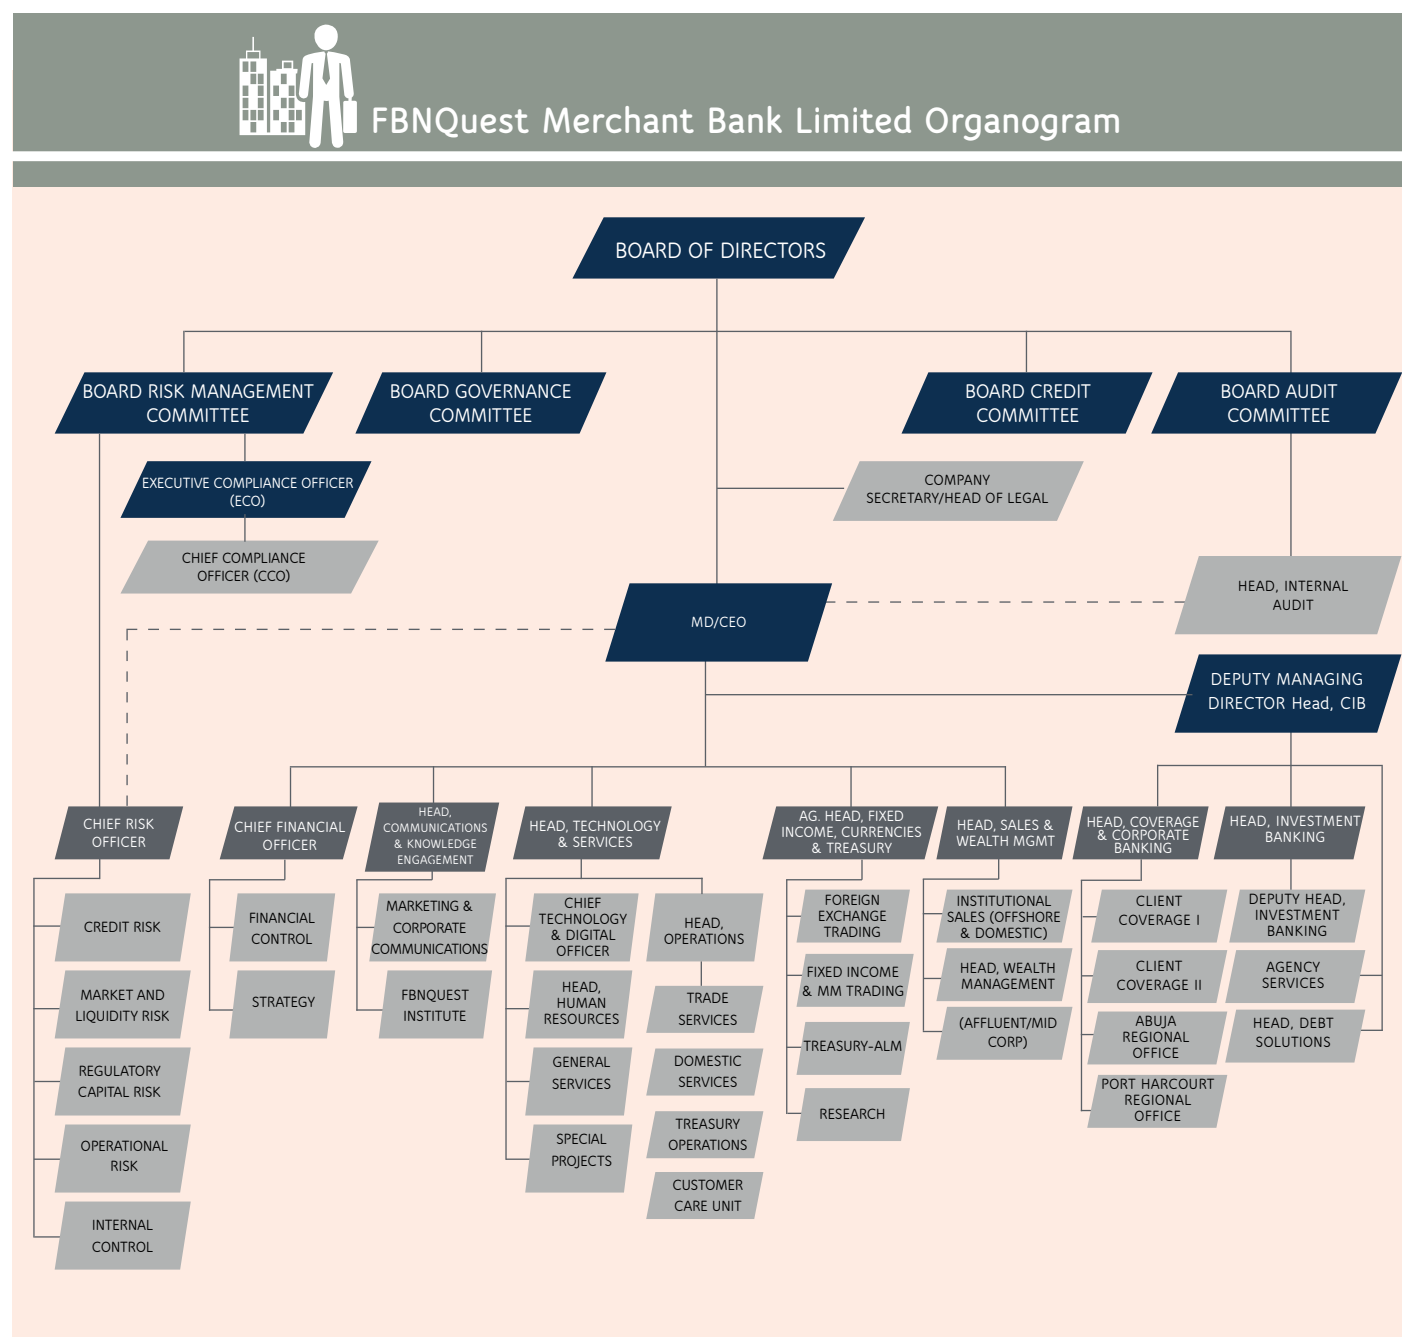 FBNQuest Merchant Bank Limited Organogram
BOARD OF DIRECTORS
BOARD RISK MANAGEMENT
COMMITTEE
BOARD GOVERNANCE
COMMITTEE
BOARD CREDIT
COMMITTEE
BOARD AUDIT
COMMITTEE
EXECUTIVE COMPLIANCE OFFICER
(ECO)
COMPANY
SECRETARY/HEAD OF LEGAL
CHIEF COMPLIANCE
OFFICER (CCO)
HEAD, INTERNAL
AUDIT
MD/CEO
DEPUTY MANAGING
DIRECTOR Head, CIB
CHIEF RISK
OFFICER
CHIEF FINANCIAL
OFFICER
HEAD,
COMMUNICATIONS
& KNOWLEDGE
ENGAGEMENT
HEAD, TECHNOLOGY
& SERVICES
AG. HEAD, FIXED
INCOME, CURRENCIES
& TREASURY
HEAD, SALES &
WEALTH MGMT
HEAD, COVERAGE
& CORPORATE
BANKING
HEAD, INVESTMENT
BANKING
CREDIT RISK
MARKET AND
LIQUIDITY RISK
REGULATORY
CAPITAL RISK
OPERATIONAL
RISK
INTERNAL
CONTROL
FINANCIAL
CONTROL
STRATEGY
MARKETING &
CORPORATE
COMMUNICATIONS
FBNQUEST
INSTITUTE
CHIEF
TECHNOLOGY
& DIGITAL
OFFICER
HEAD,
HUMAN
RESOURCES
GENERAL
SERVICES
SPECIAL
PROJECTS
HEAD,
OPERATIONS
TRADE
SERVICES
DOMESTIC
SERVICES
TREASURY
OPERATIONS
CUSTOMER
CARE UNIT
FOREIGN
EXCHANGE
TRADING
FIXED INCOME
& MM TRADING
TREASURY-ALM
RESEARCH
INSTITUTIONAL
SALES (OFFSHORE
& DOMESTIC)
HEAD, WEALTH
MANAGEMENT
(AFFLUENT/MID
CORP)
CLIENT
COVERAGE I
CLIENT
COVERAGE II
ABUJA
REGIONAL
OFFICE
PORT HARCOURT
REGIONAL
OFFICE
DEPUTY HEAD,
INVESTMENT
BANKING
AGENCY
SERVICES
HEAD, DEBT
SOLUTIONS